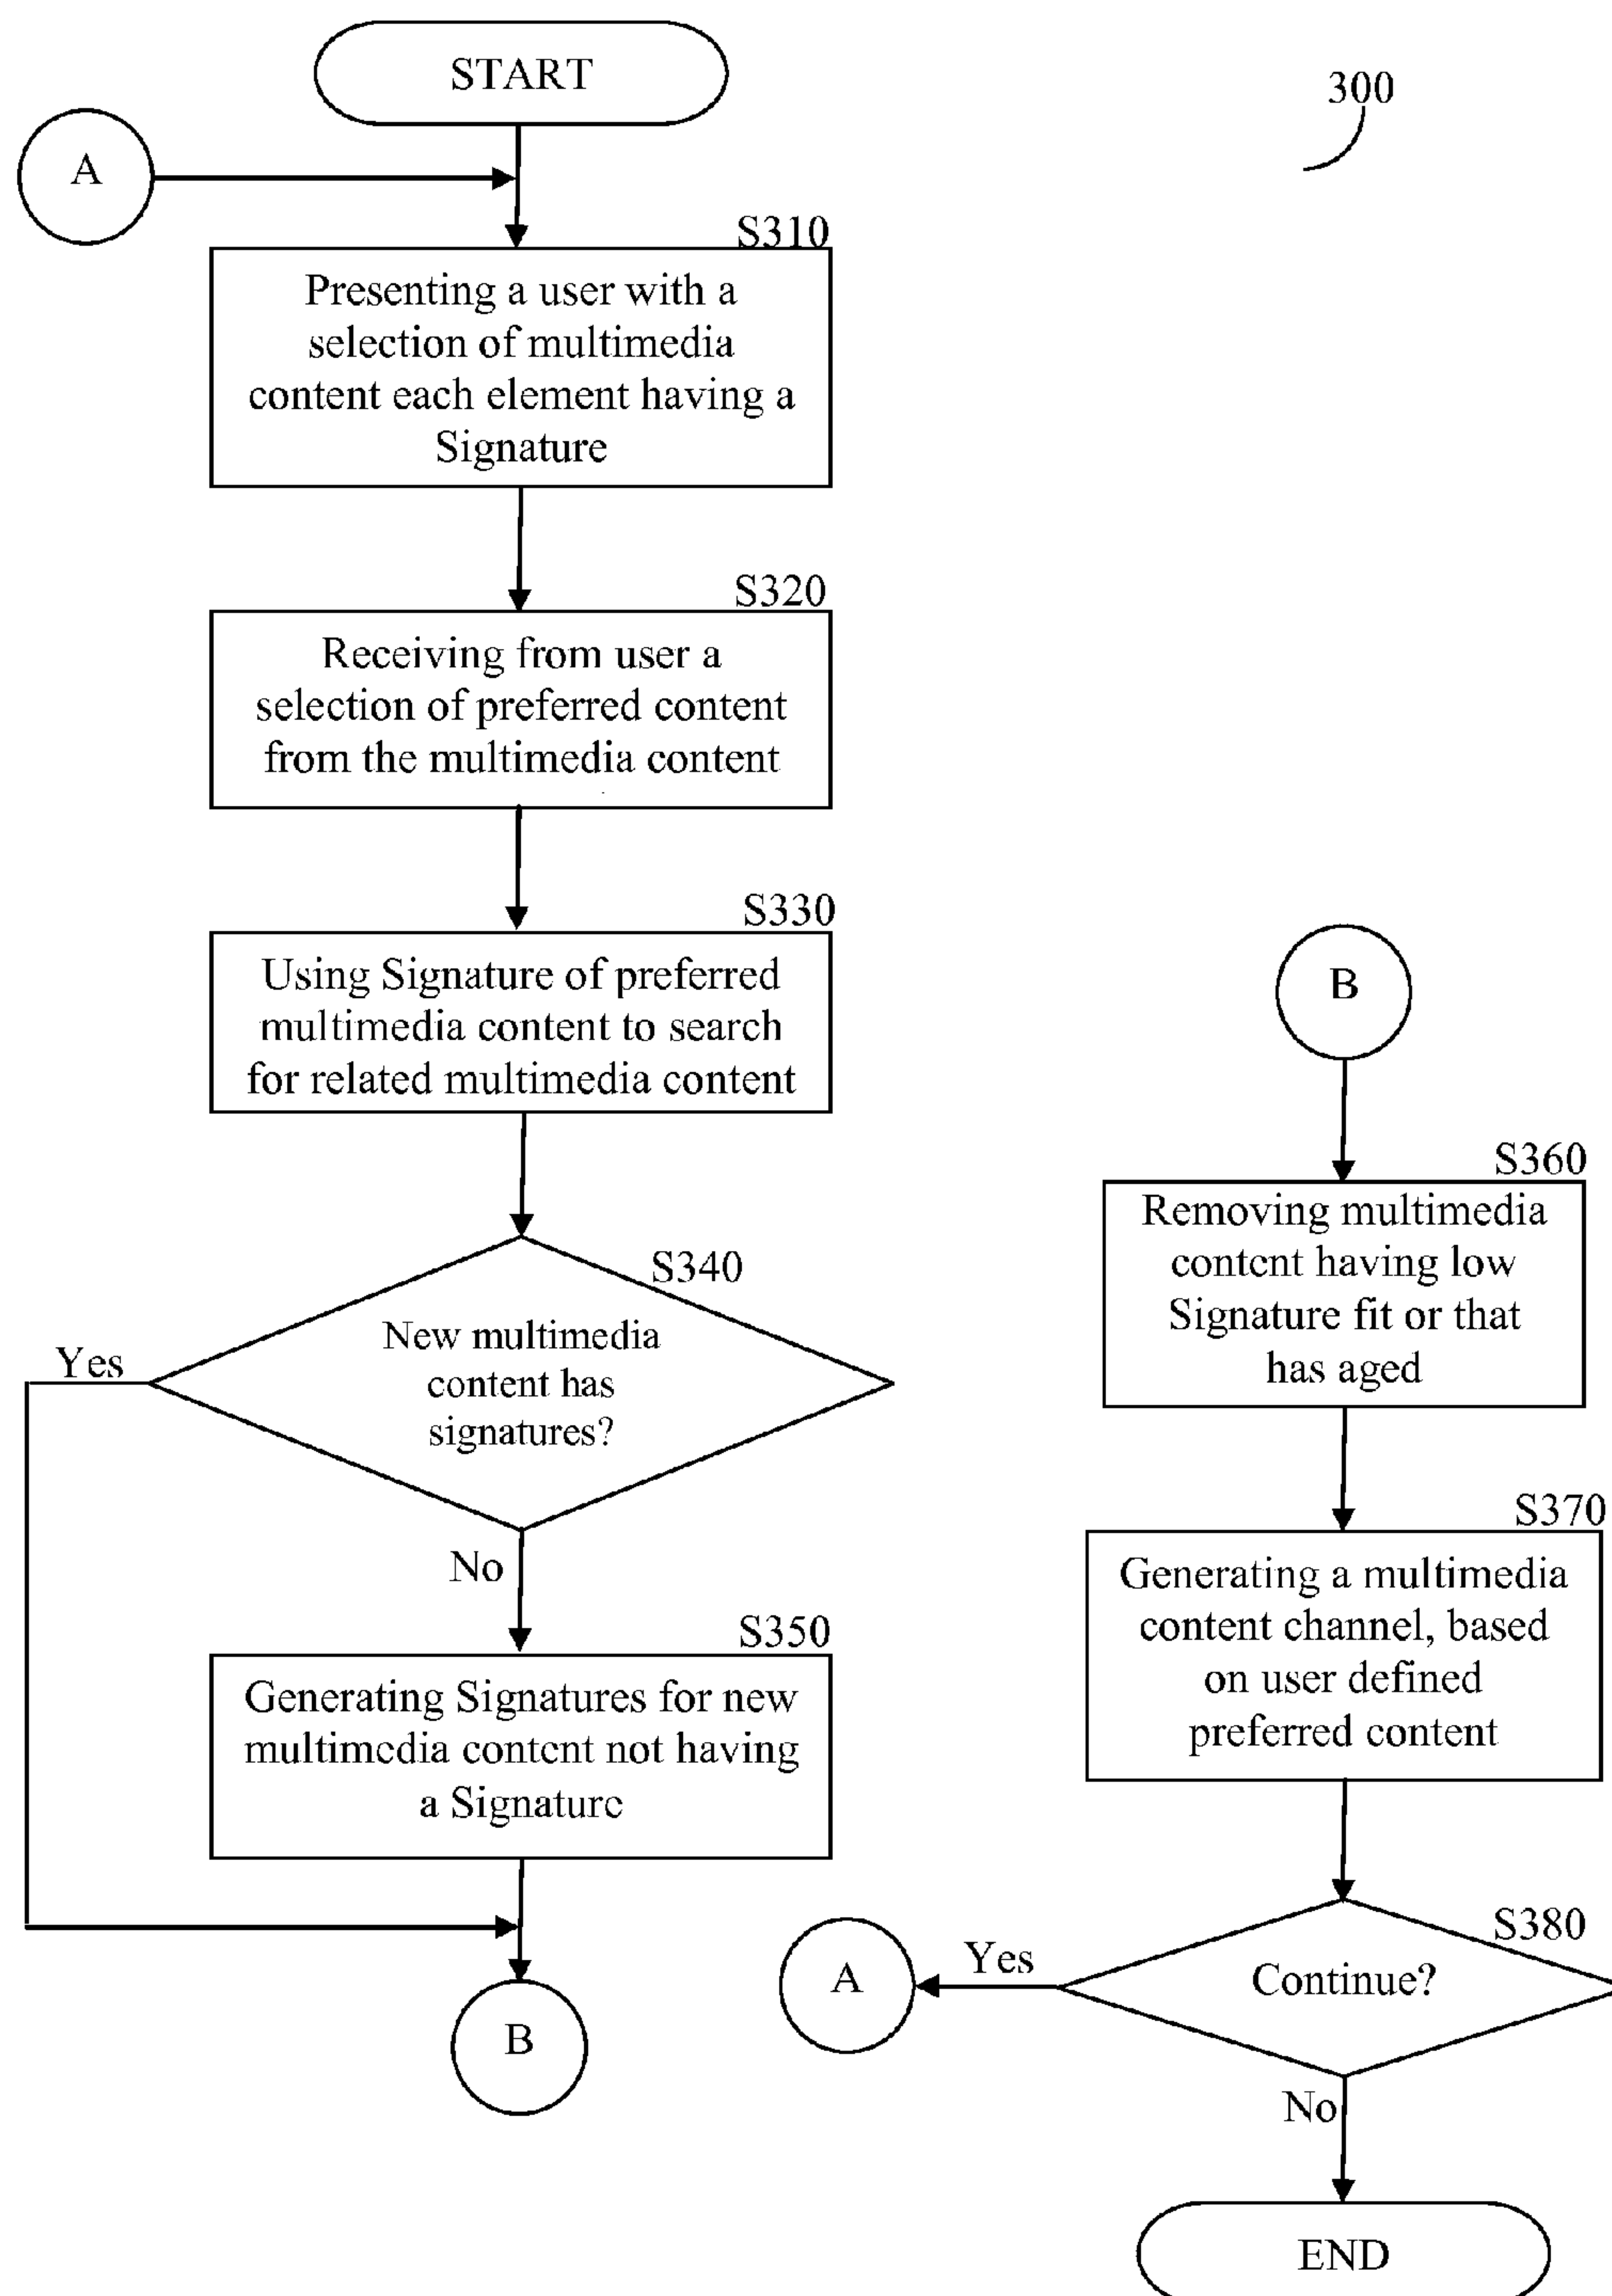 START
300
A
S310
Presenting a user with a
selection of multimedia
content each element having a
Signature
S320
Receiving from user a
selection of preferred content
from the multimedia content
S330
Using Signature of preferred
multimedia content to search
for related multimedia content
S340
New multimedia
content has
signatures?
Yes
No
S350
Generating Signatures for new
multimedia content not having
a Signature
B
B
S360
Removing multimedia
content having low
Signature fit or that
has aged
S370
Generating a multimedia
content channel, based
on user defined
preferred content
S380
Continue?
Yes
A
No
END